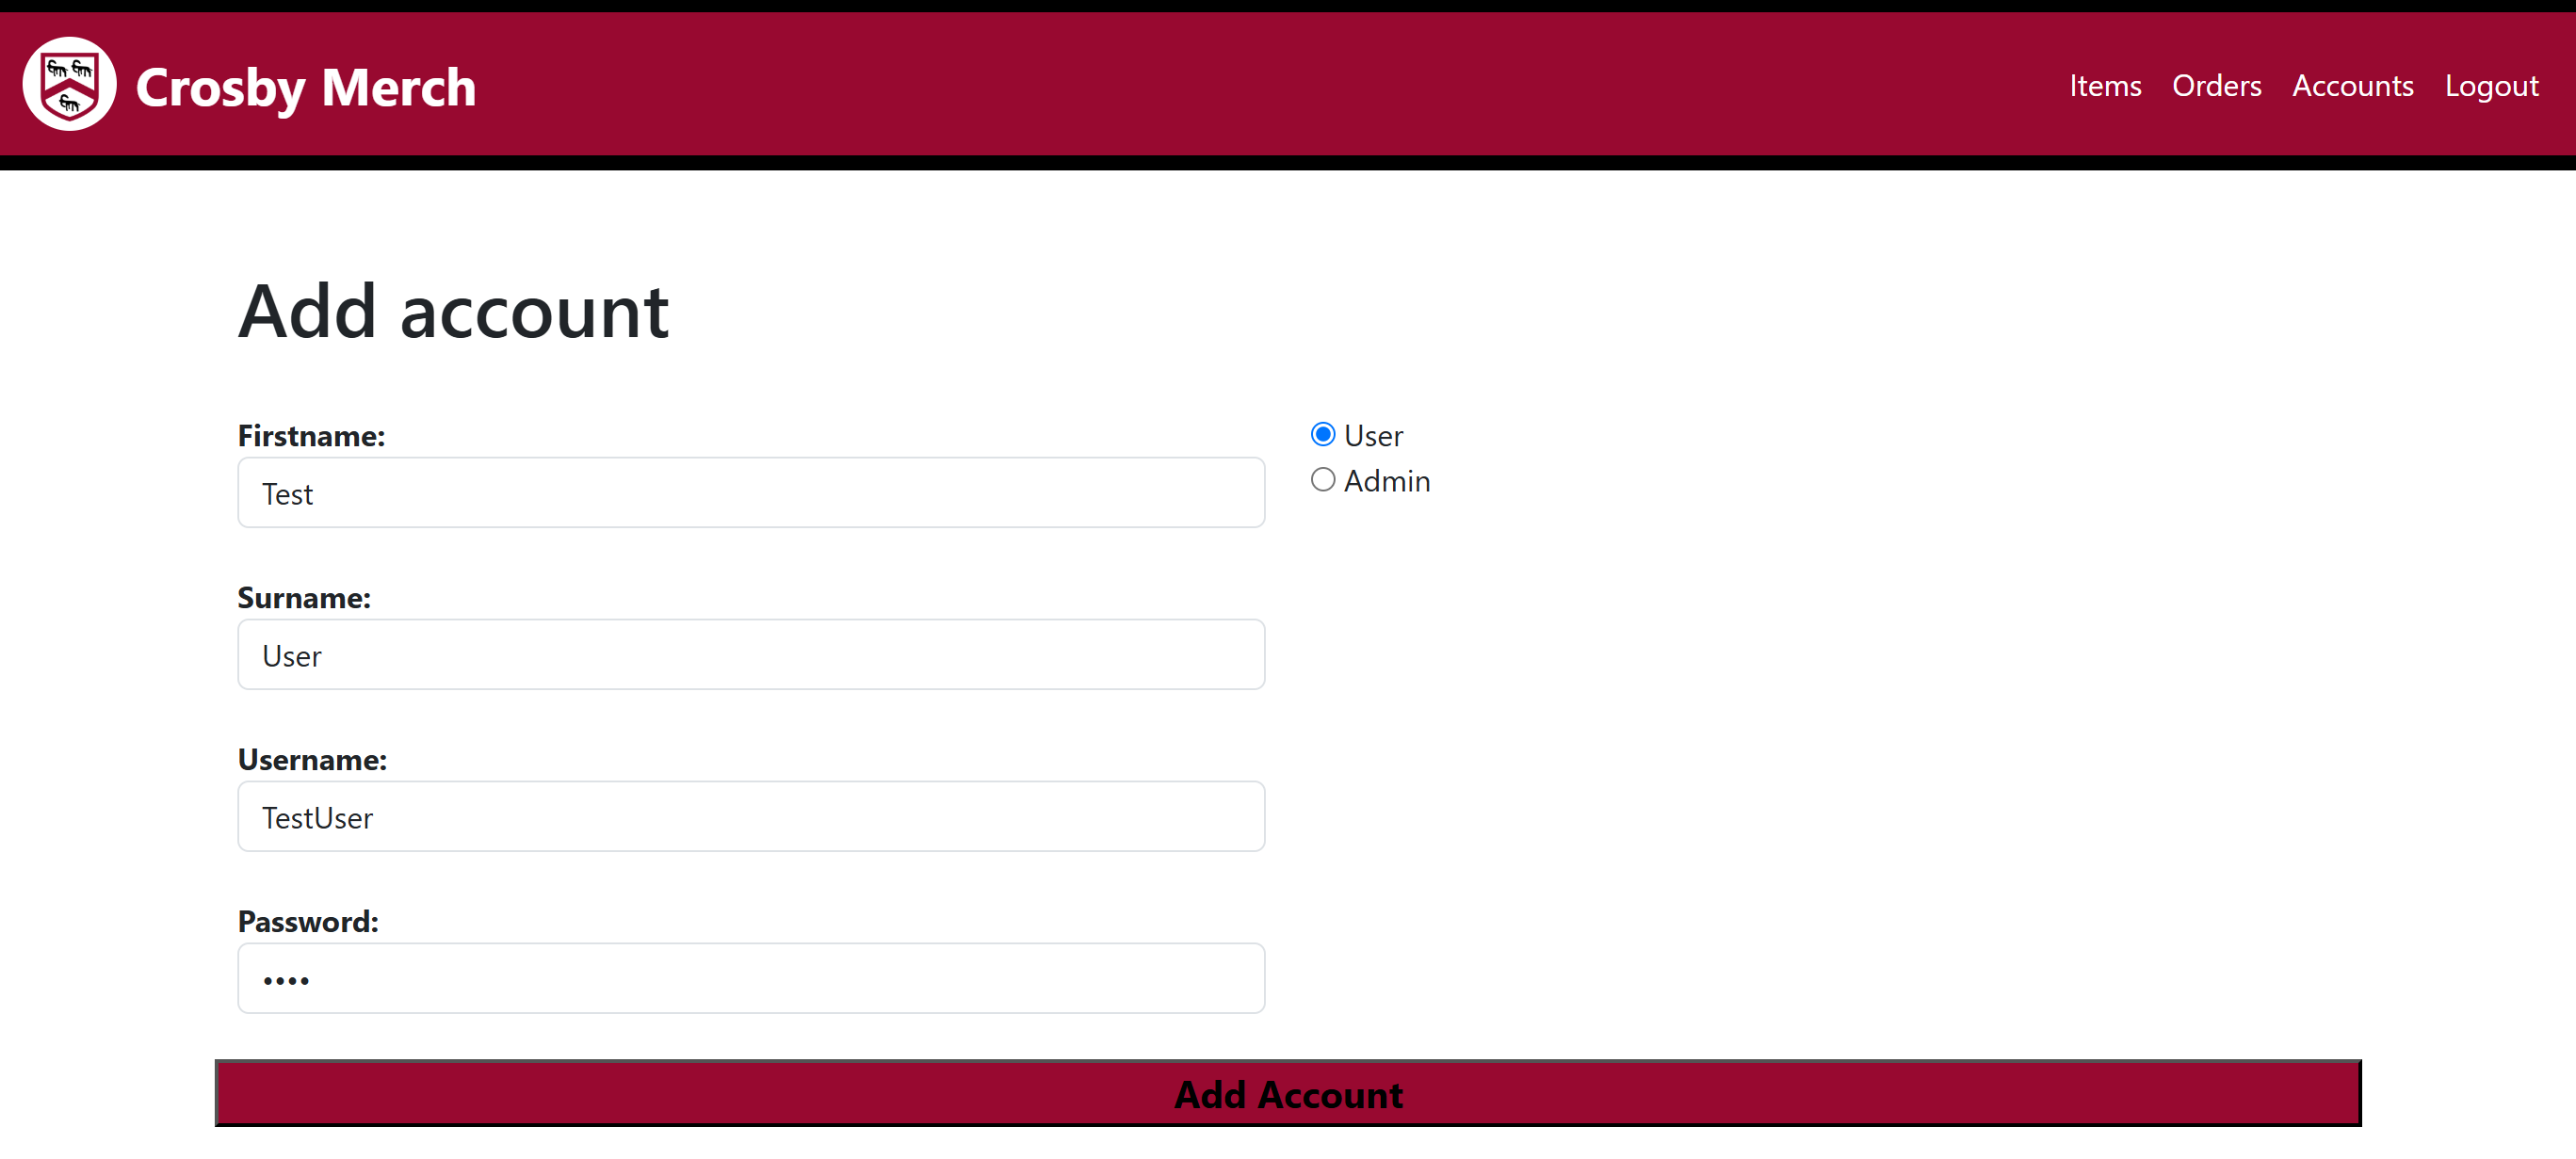 Crosby Merch
Items Orders Accounts Logout
Add account
Firstname:
Test
User
Admin
Surname:
User
Username:
TestUser
Password:
••••
Add Account